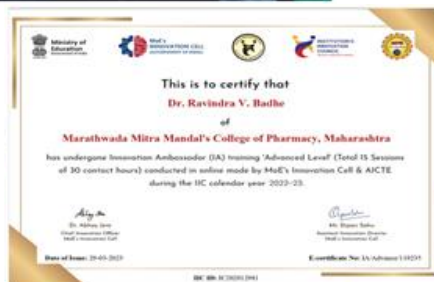 Ministry of
Education
MoE's
INNOVATION CELL
INSTITUTION'S
INNOVATION
COUNCIL
This is to certify that
Dr. Ravindra V. Badhe
of
Marathwada Mitra Mandal's College of Pharmacy, Maharashtra
has undergone Innovation Ambassador (IA) training 'Advanced Level' (Total 15 Sessions
of 30 contact hours) conducted in online mode by MoE's Innovation Cell & AICTE
during the IIC calendar year 2022-23.
Dr. Abhay Jere
Chief Innovation Officer
MoE's Innovation Cell
Mr. Dipan Sahu
Assistant Innovation Director
MoE's Innovation Cell
Date of Issue: 29-03-2023
E-certificate No:
IIC ID: